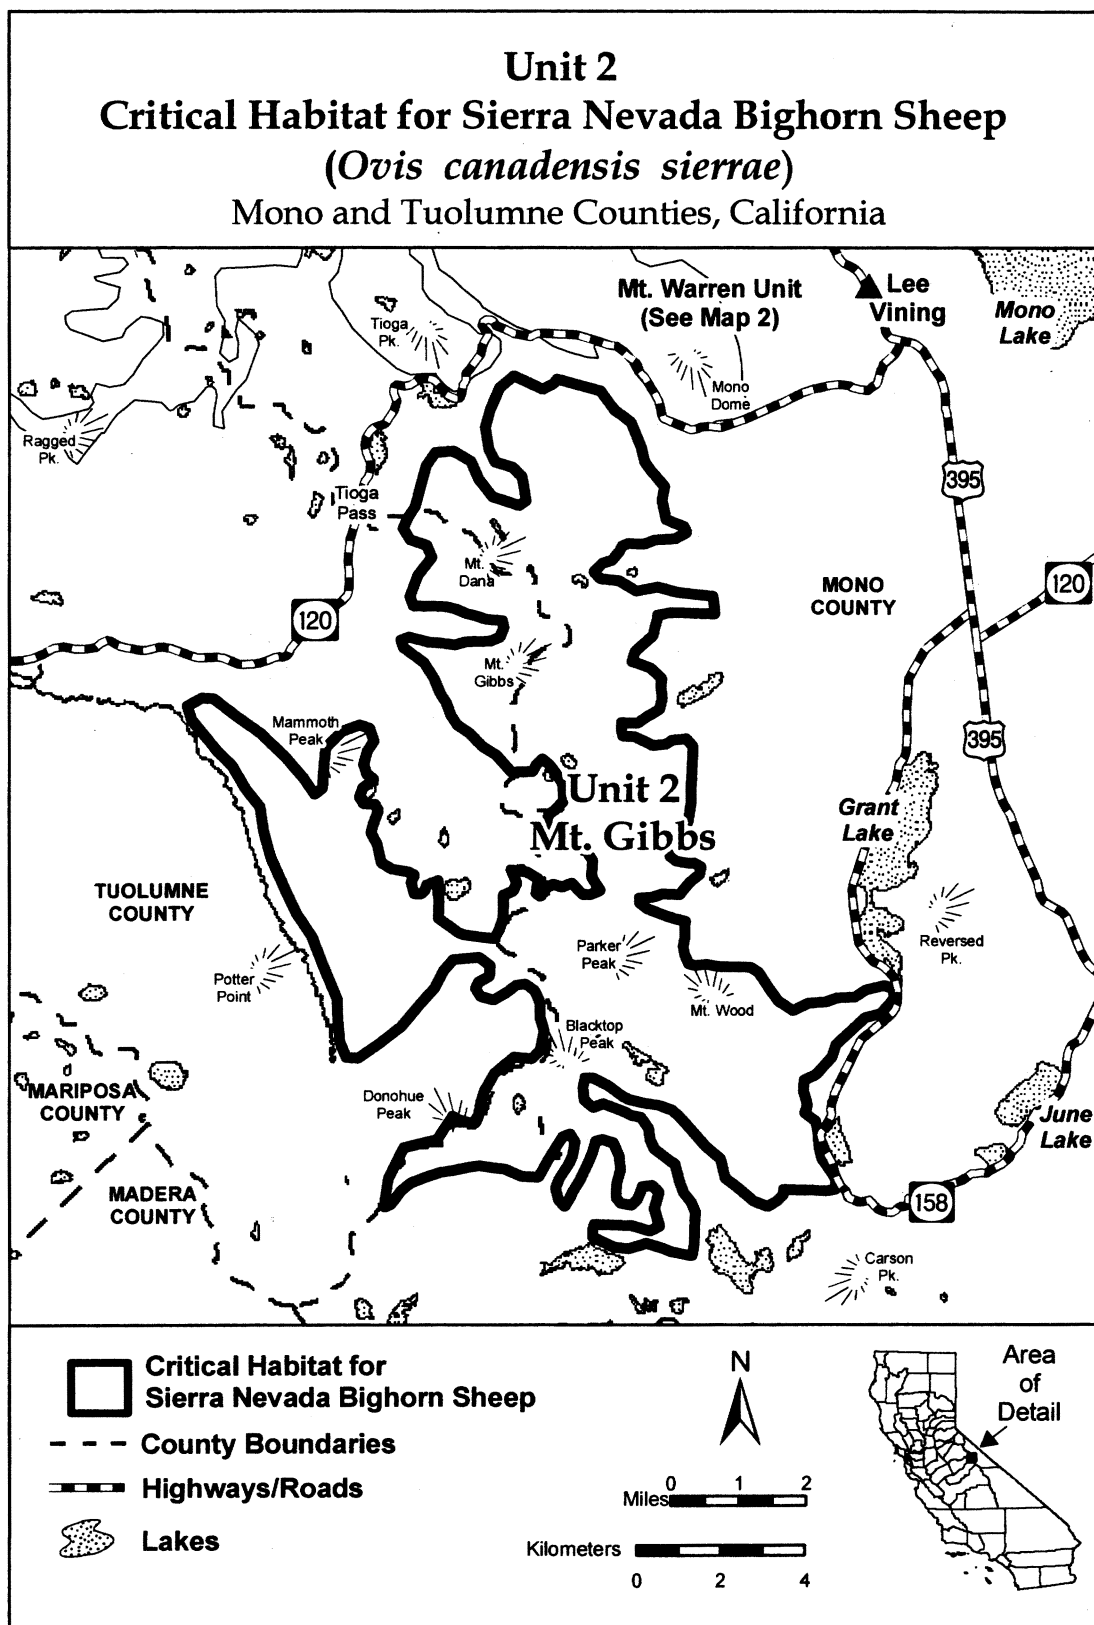 Unit 2
Critical Habitat for Sierra Nevada Bighorn Sheep
(Ovis canadensis sierrae)
Mono and Tuolumne Counties, California
Mt. Warren Unit
(See Map 2)
Lee
Vining
Mono
Lake
Tioga
Pk.
Mono
Dome
Ragged
Pk.
395
Tioga
Pass
Mt.
Dana
MONO
COUNTY
120
120
Mt.
Gibbs
Mammoth
Peak
395
Unit 2
Mt. Gibbs
Grant
Lake
TUOLUMNE
COUNTY
Reversed
Pk.
Parker
Peak
Potter
Point
Mt. Wood
Blacktop
Peak
MARIPOSA
COUNTY
Donohue
Peak
June
Lake
MADERA
COUNTY
158
Carson
Pk.
Critical Habitat for
Sierra Nevada Bighorn Sheep
County Boundaries
Highways/Roads
Lakes
N
0 1 2
Miles
Kilometers
0 2 4
Area
of
Detail